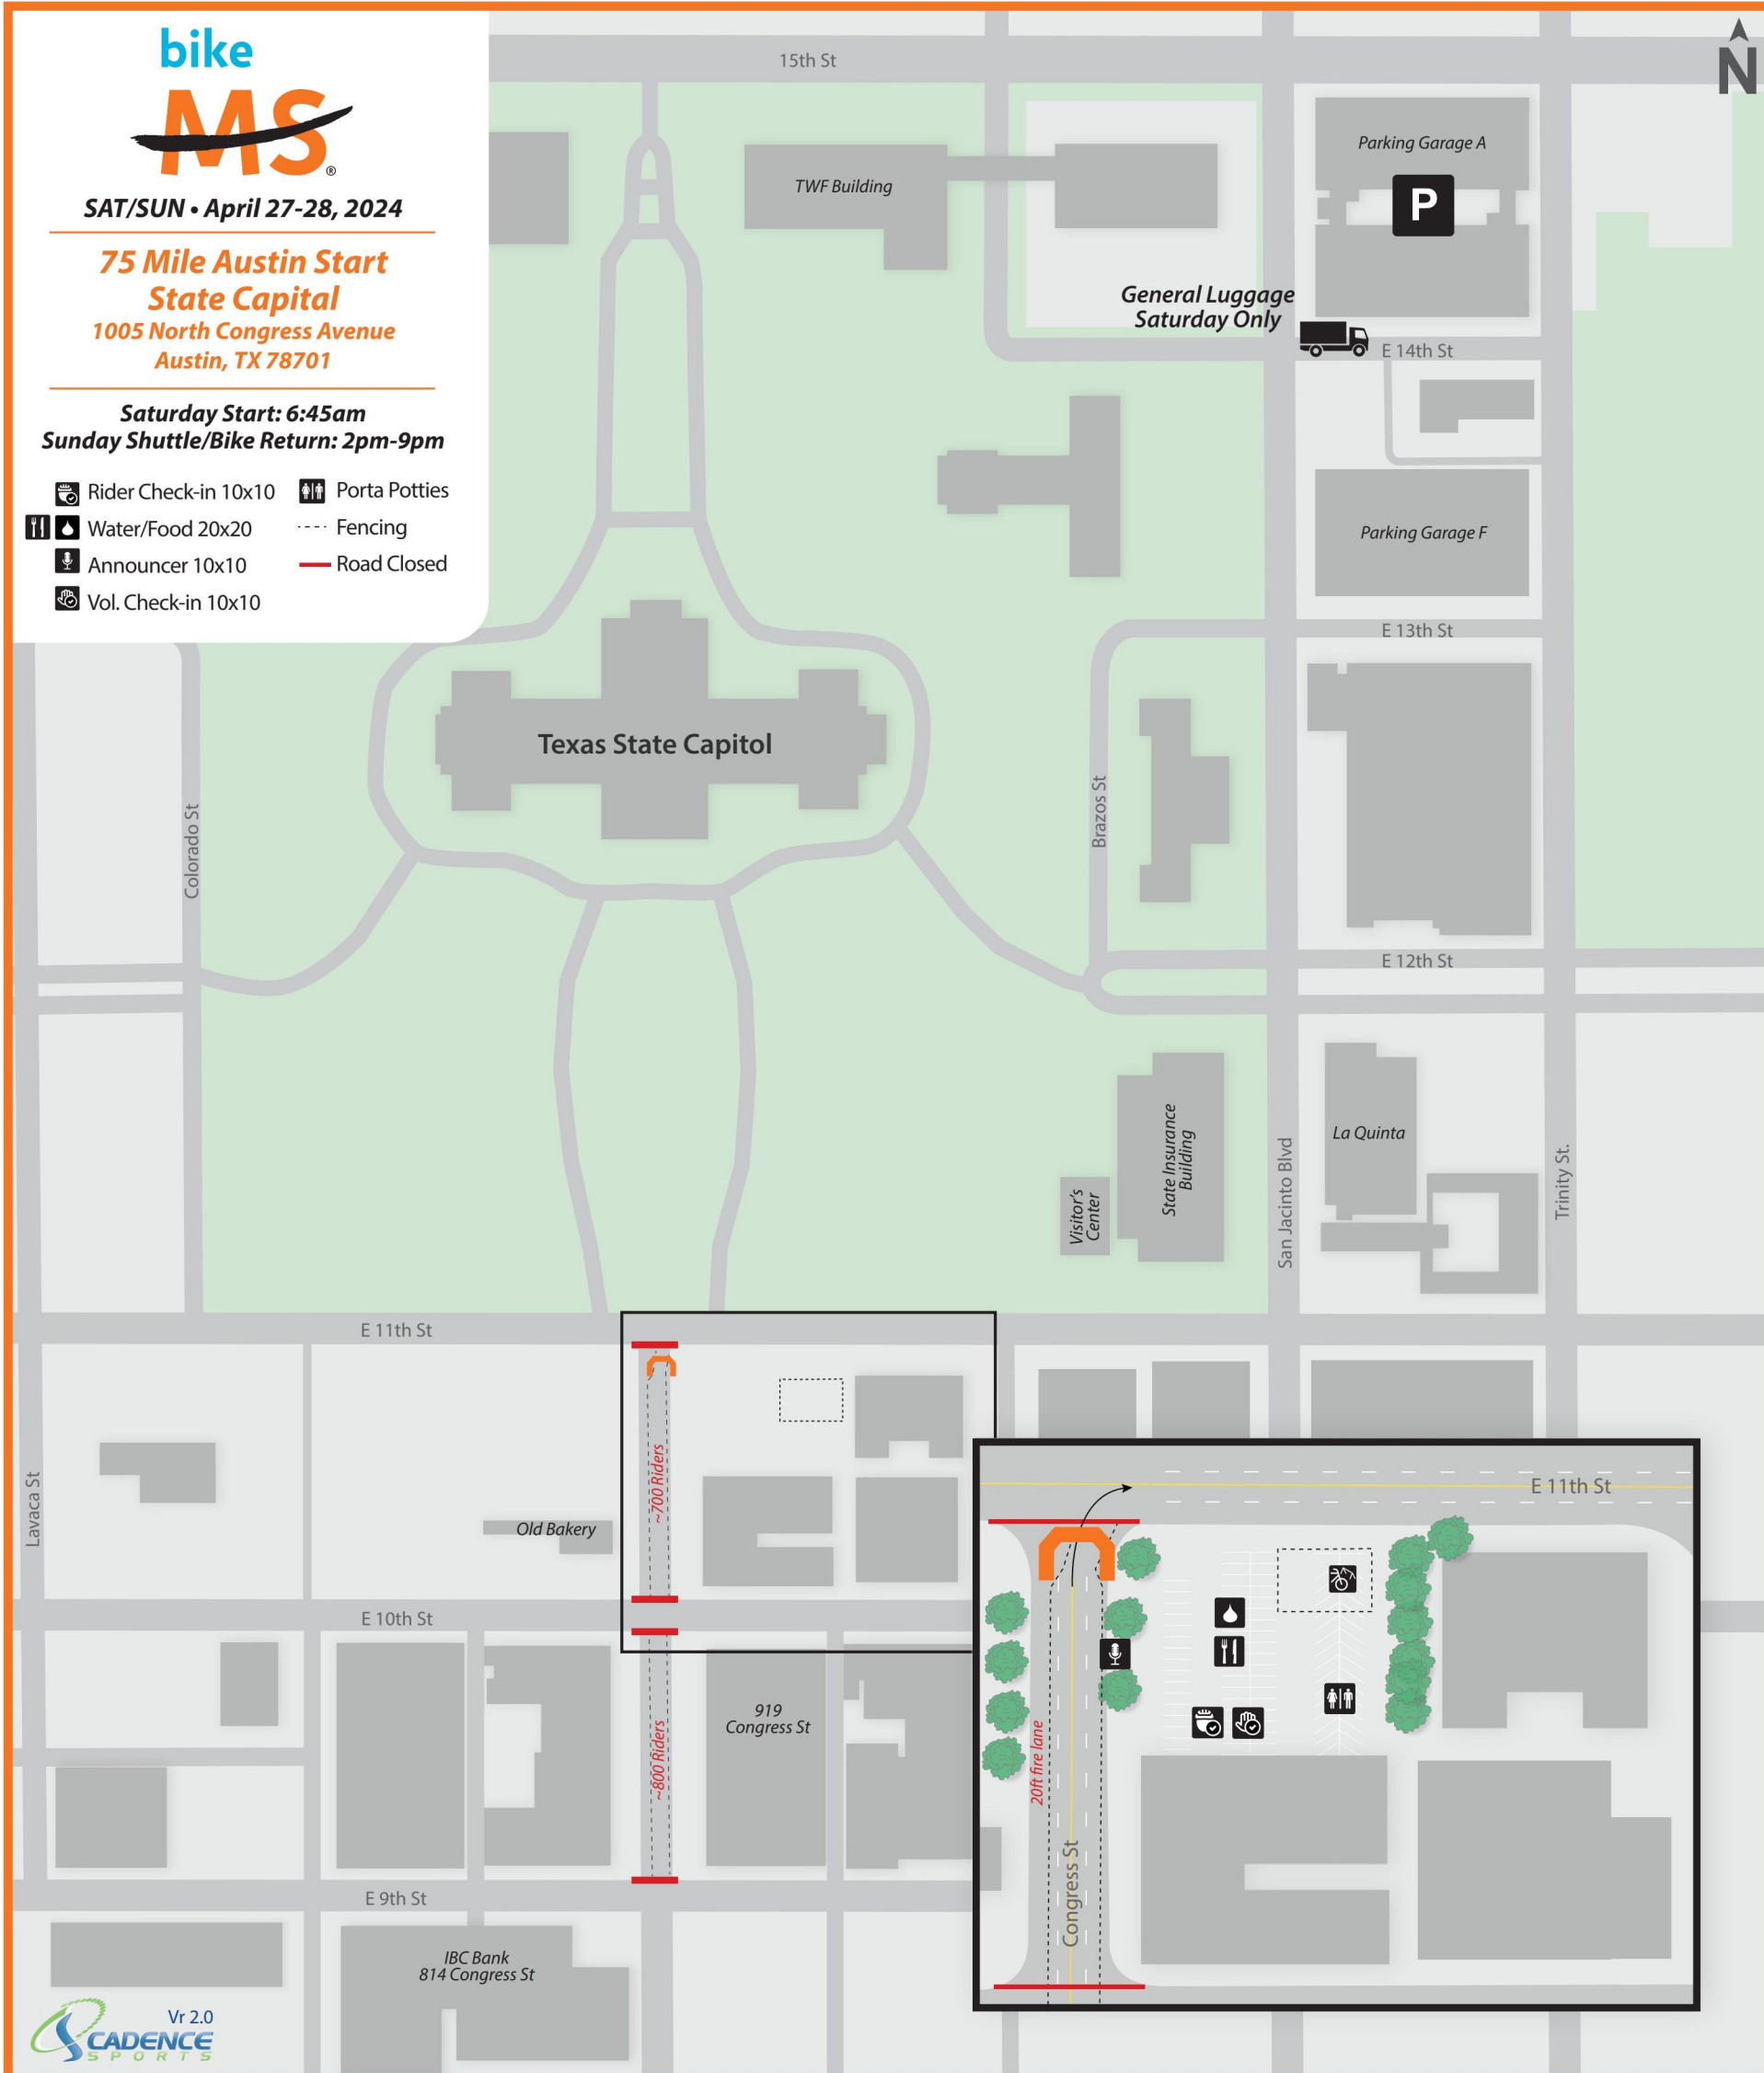 bike
MS®
SAT/SUN • April 27-28, 2024
75 Mile Austin Start
State Capital
1005 North Congress Avenue
Austin, TX 78701
Saturday Start: 6:45am
Sunday Shuttle/Bike Return: 2pm-9pm
Rider Check-in 10x10
Water/Food 20x20
Announcer 10x10
Vol. Check-in 10x10
Porta Potties
Fencing
Road Closed
N
15th St
TWF Building
Parking Garage A
P
General Luggage
Saturday Only
E 14th St
Parking Garage F
E 13th St
Texas State Capitol
Colorado St
Brazos St
E 12th St
La Quinta
State Insurance
Building
Visitor's
Center
San Jacinto Blvd
Trinity St.
E 11th St
Lavaca St
~700 Riders
Old Bakery
E 10th St
919
Congress St
~800 Riders
E 9th St
IBC Bank
814 Congress St
E 11th St
20ft fire lane
Congress St
Vr 2.0
CADENCE
SPORTS